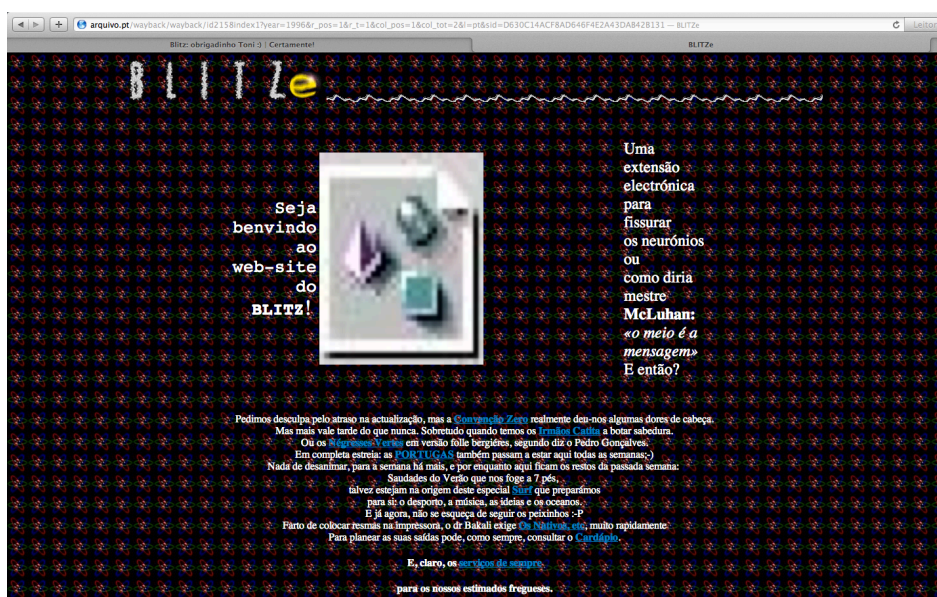 arquivo.pt/wayback/wayback/id2158index1?year=1996&r_pos=1&r_t=1&col_pos=1&col_tot=2&l=pt&sid=D630C14ACF8AD646F4E2A43DA842B131 — BLITZe
Leitor
Blitz: obrigadinho Toni :) | Certamente!
BLITZe
BLITZe
Seja
benvindo
ao
web-site
do
BLITZ!
Uma
extensão
electrónica
para
fissurar
os neurónios
ou
como diria
mestre
McLuhan:
«o meio é a
mensagem»
E então?
Pedimos desculpa pelo atraso na actualização, mas a Convenção Zero realmente deu-nos algumas dores de cabeça.
Mas mais vale tarde do que nunca. Sobretudo quando temos os Irmãos Catita a botar sabedura.
Ou os Négresses-Vertes em versão folle bergiéres, segundo diz o Pedro Gonçalves.
Em completa estreia: as PORTUGAS também passam a estar aqui todas as semanas;-)
Nada de desanimar, para a semana há mais, e por enquanto aqui ficam os restos da passada semana:
Saudades do Verão que nos foge a 7 pés,
talvez estejam na origem deste especial Surf que preparámos
para si: o desporto, a música, as ideias e os oceanos.
E já agora, não se esqueça de seguir os peixinhos :-P
Farto de colocar resmas na impressora, o dr Bakali exige Os Nativos, etc, muito rapidamente
Para planear as suas saídas pode, como sempre, consultar o Cardápio.
E, claro, os serviços de sempre
para os nossos estimados fregueses.